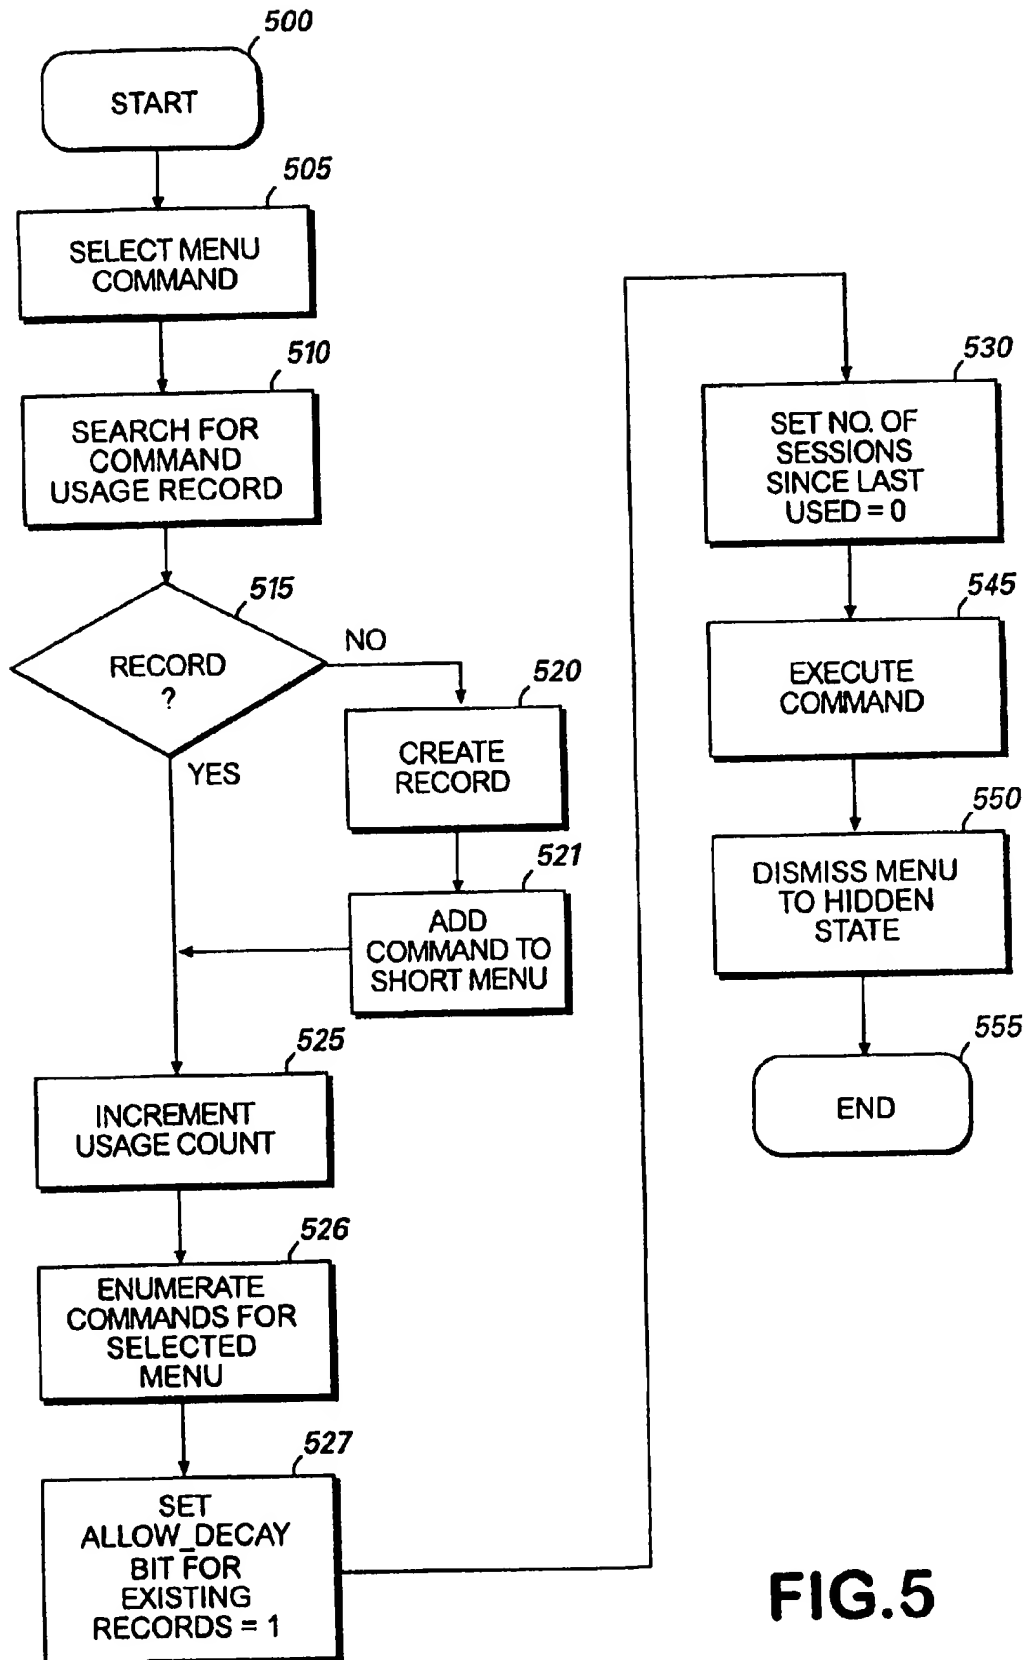 500
START
505
SELECT MENU
COMMAND
510
SEARCH FOR
COMMAND
USAGE RECORD
515
RECORD
?
NO
YES
520
CREATE
RECORD
521
ADD
COMMAND TO
SHORT MENU
525
INCREMENT
USAGE COUNT
526
ENUMERATE
COMMANDS FOR
SELECTED
MENU
527
SET
ALLOW_DECAY
BIT FOR
EXISTING
RECORDS = 1
530
SET NO. OF
SESSIONS
SINCE LAST
USED = 0
545
EXECUTE
COMMAND
550
DISMISS MENU
TO HIDDEN
STATE
555
END
FIG.5